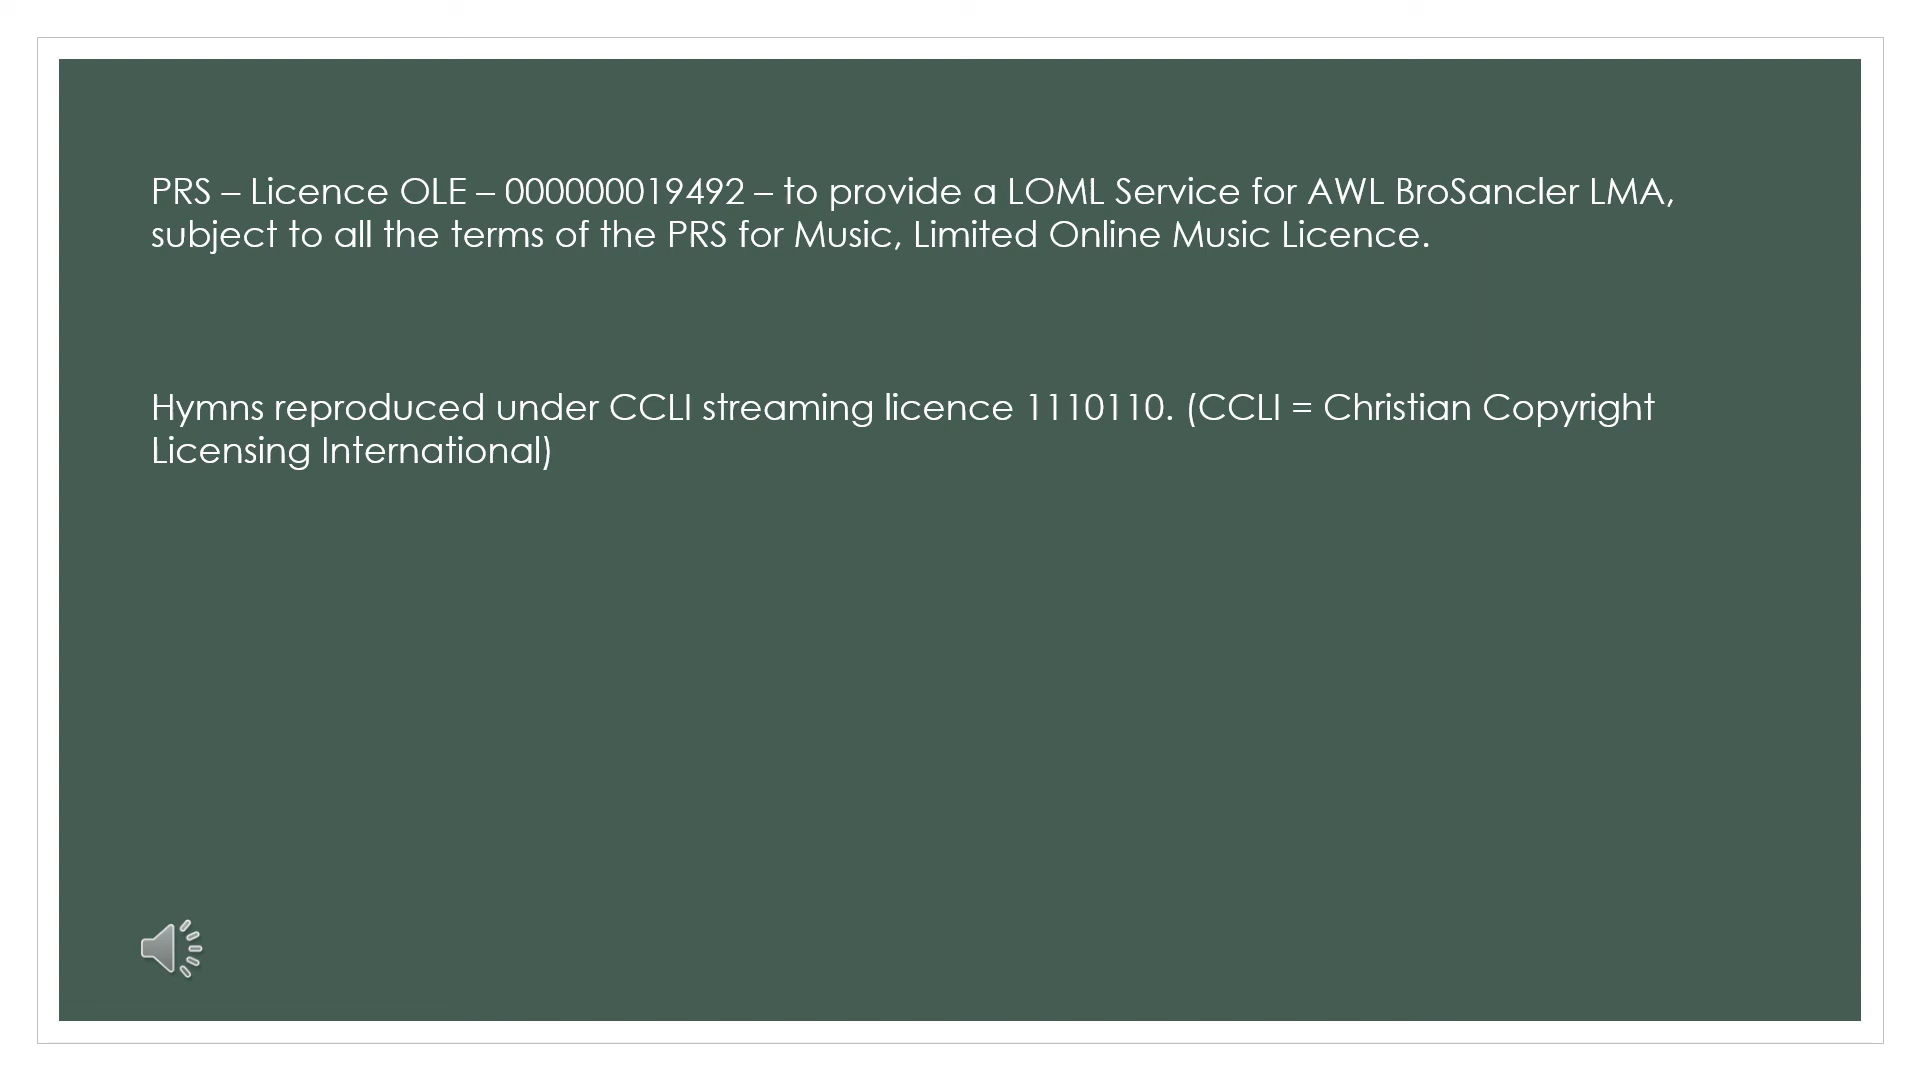 PRS – Licence OLE – 000000019492 – to provide a LOML Service for AWL BroSancler LMA,
subject to all the terms of the PRS for Music, Limited Online Music Licence.
Hymns reproduced under CCLI streaming licence 1110110. (CCLI = Christian Copyright
Licensing International)